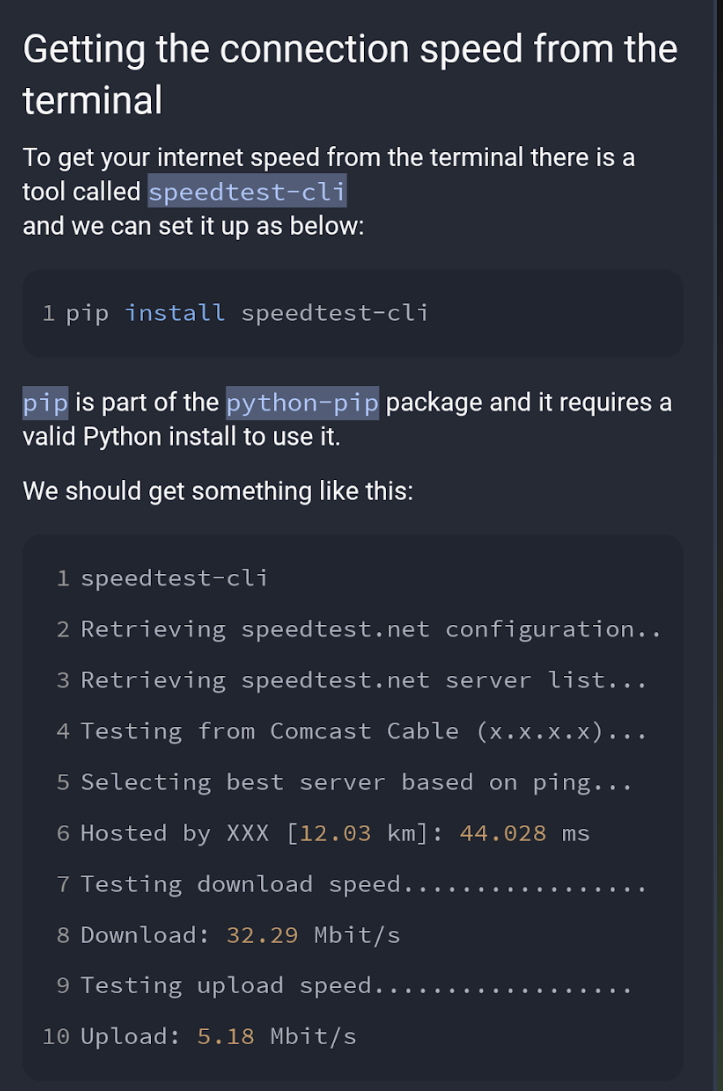 Getting the connection speed from the
terminal
To get your internet speed from the terminal there is a
tool called speedtest-cli
and we can set it up as below:
1 pip install speedtest-cli
pip is part of the python-pip package and it requires a
valid Python install to use it.
We should get something like this:
1 speedtest-cli
2 Retrieving speedtest.net configuration..
3 Retrieving speedtest.net server list...
4 Testing from Comcast Cable (x.x.x.x)...
5 Selecting best server based on ping...
6 Hosted by XXX [12.03 km]: 44.028 ms
7 Testing download speed.................
8 Download: 32.29 Mbit/s
9 Testing upload speed..................
10 Upload: 5.18 Mbit/s